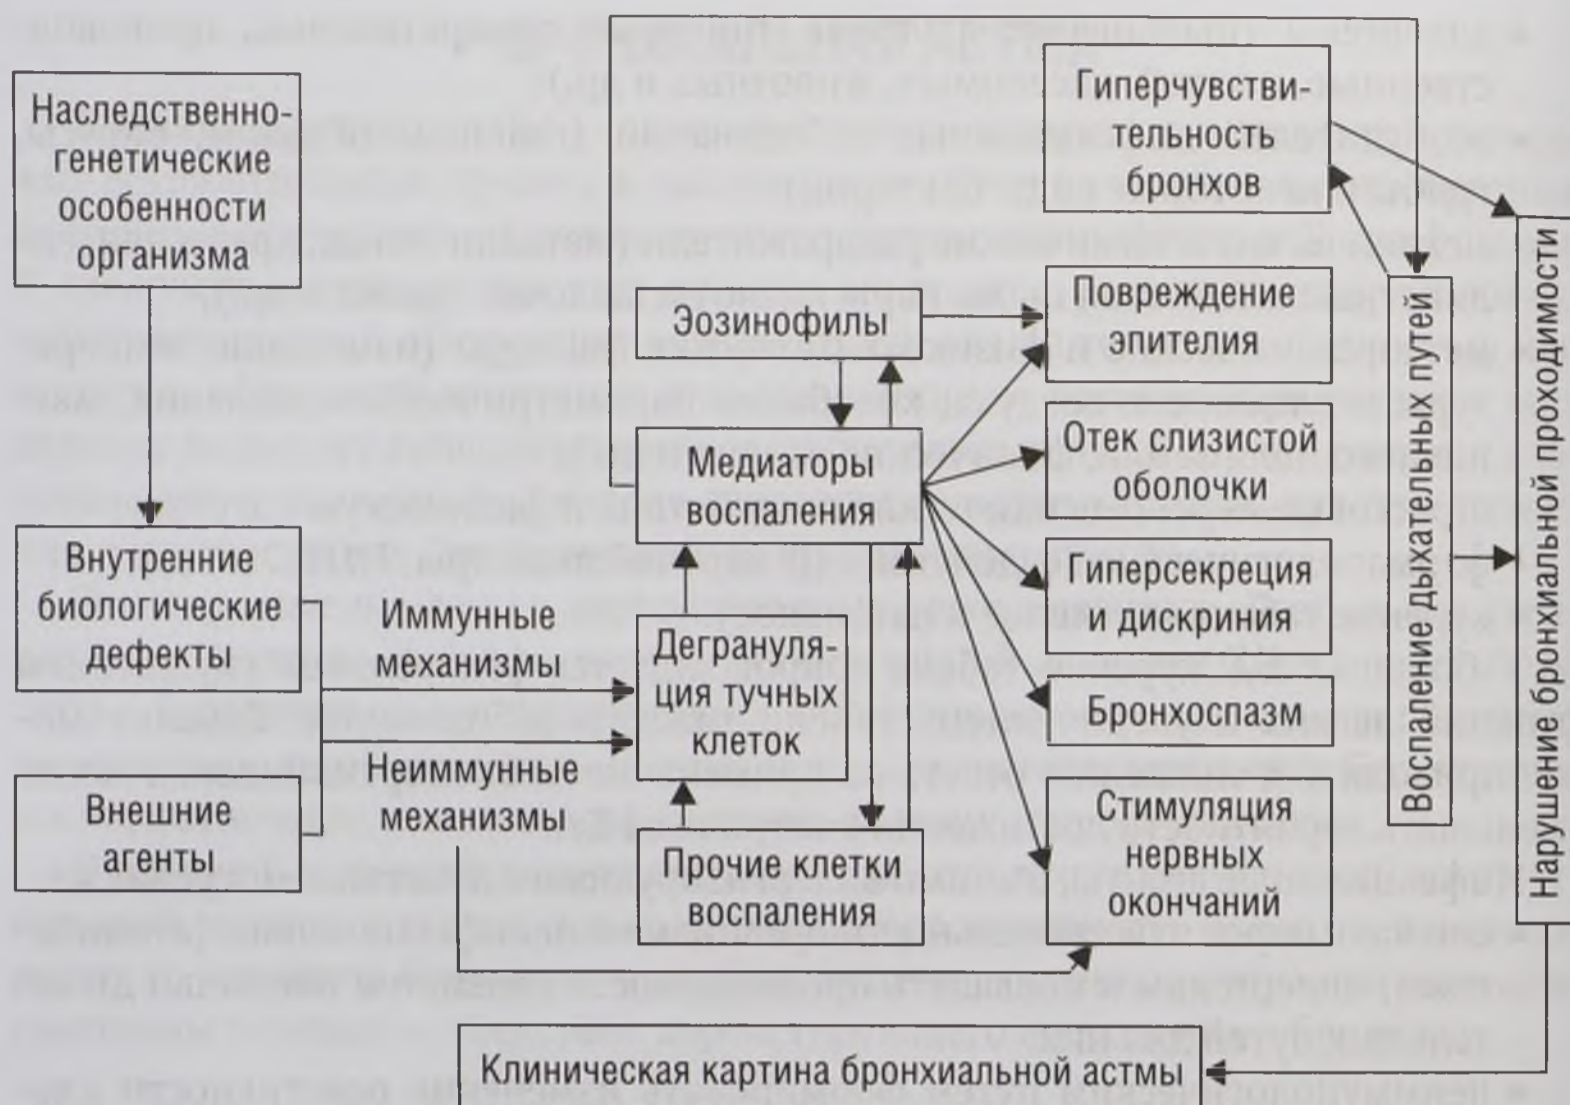 Наследственно-
генетические
особенности
организма
Внутренние
биологические
дефекты
Внешние
агенты
Иммунные
механизмы
Неиммунные
механизмы
Эозинофилы
Медиаторы
воспаления
Дегрануля-
ция тучных
клеток
Прочие клетки
воспаления
Гиперчувстви-
тельность
бронхов
Повреждение
эпителия
Отек слизистой
оболочки
Гиперсекреция
и дискриния
Бронхоспазм
Стимуляция
нервных
окончаний
Воспаление дыхательных путей
Нарушение бронхиальной проходимости
Клиническая картина бронхиальной астмы